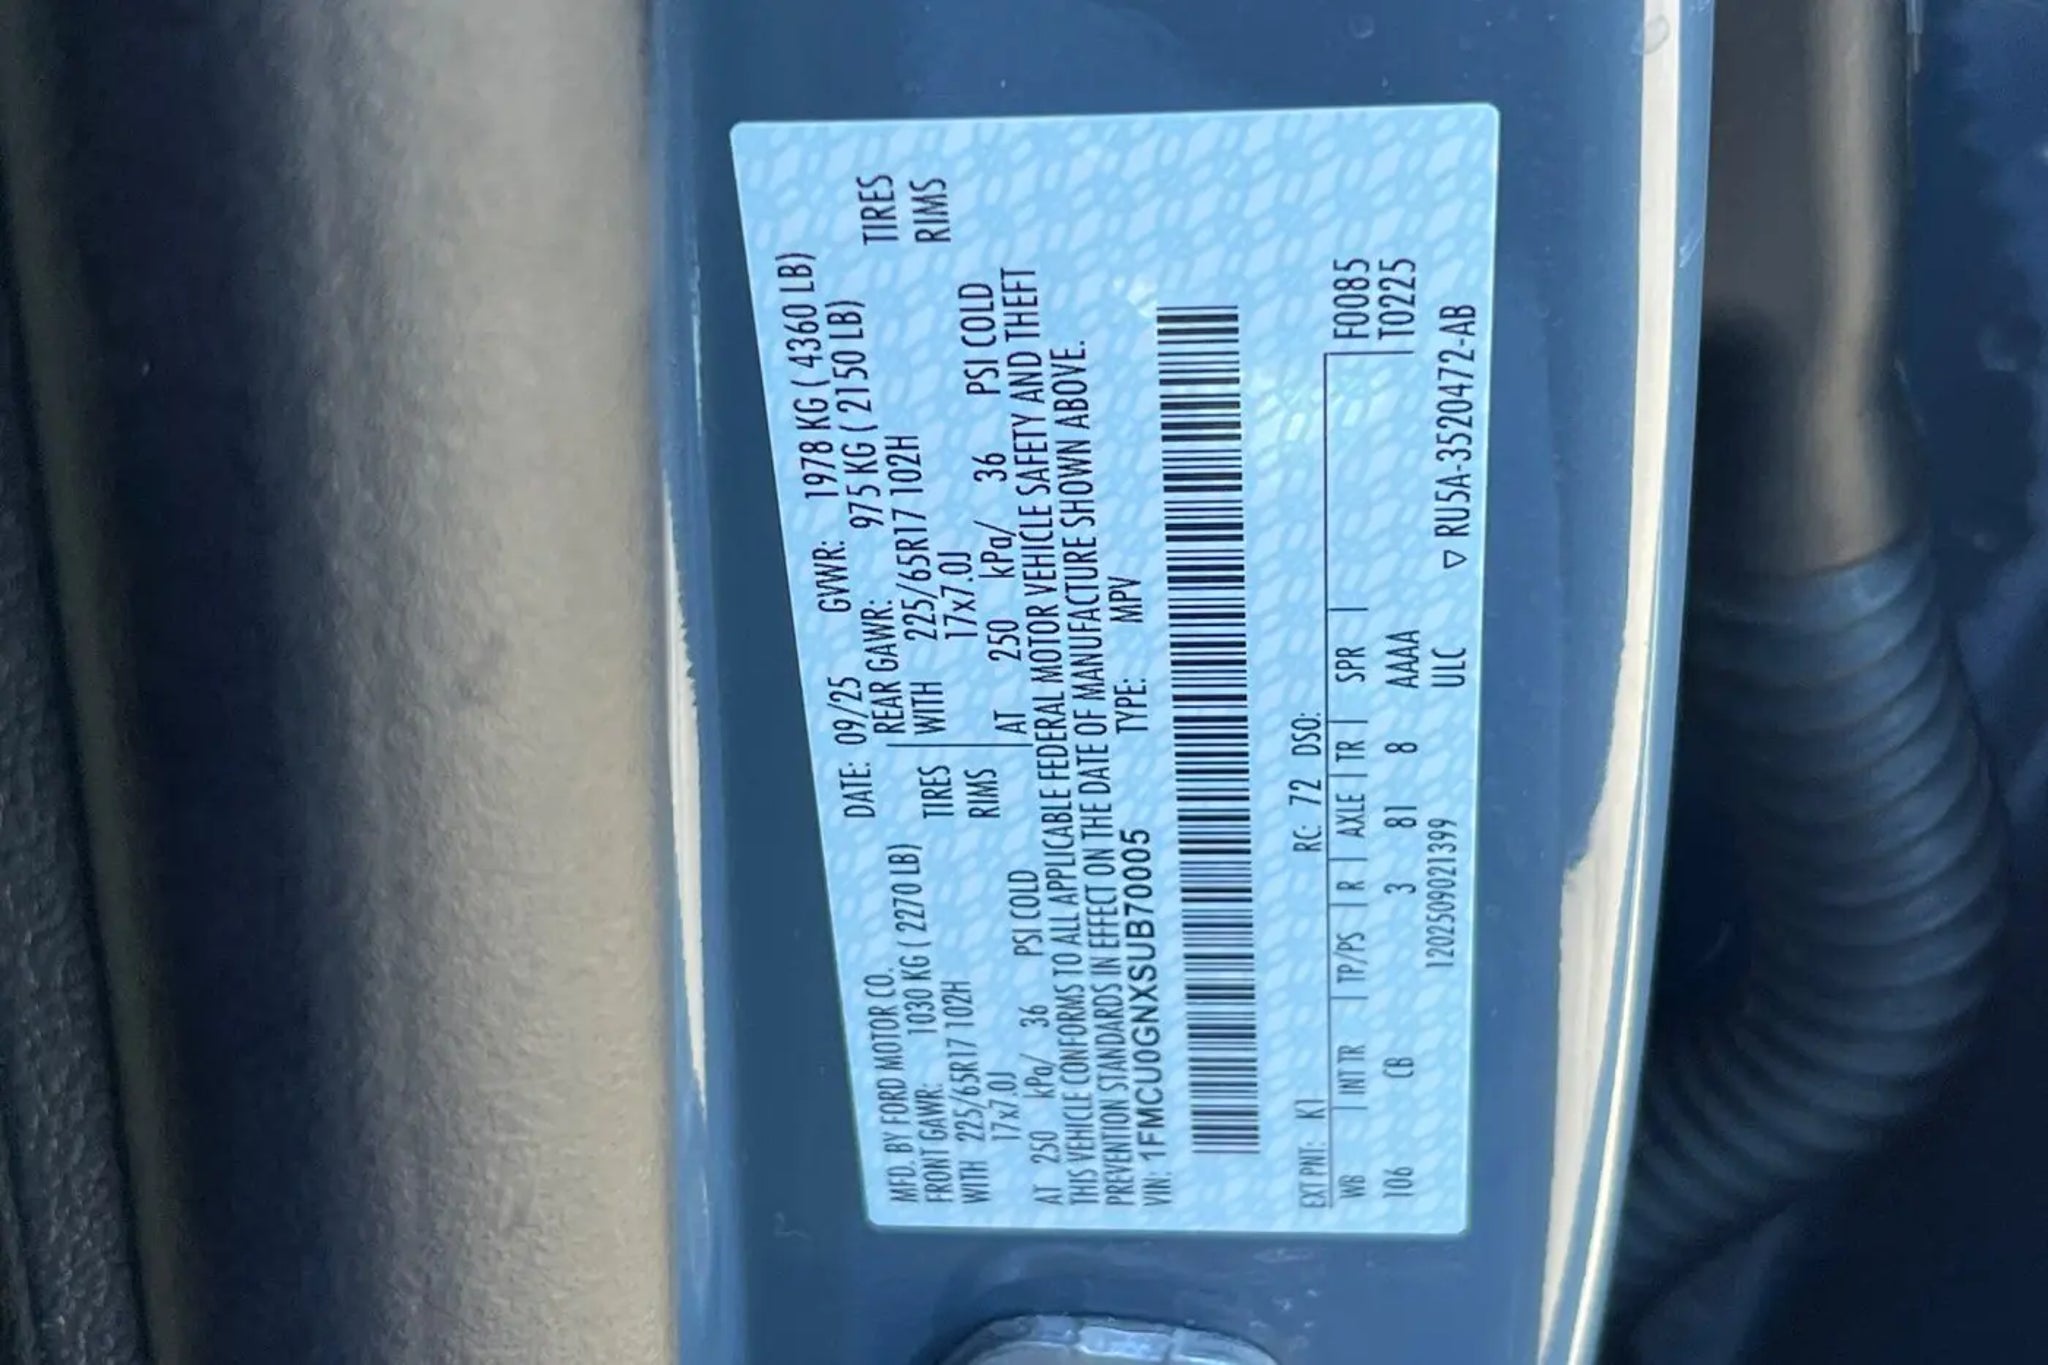 MFD. BY FORD MOTOR CO. DATE: 09/25 GVWR: 1978 KG ( 4360 LB)
FRONT GAWR: 1030 KG ( 2270 LB) REAR GAWR: 975 KG ( 2150 LB)
WITH 225/65R17 102H TIRES WITH 225/65R17 102H TIRES
17x7.0J RIMS 17x7.0J RIMS
AT 250 kPa/ 36 PSI COLD AT 250 kPa/ 36 PSI COLD
THIS VEHICLE CONFORMS TO ALL APPLICABLE FEDERAL MOTOR VEHICLE SAFETY AND THEFT
PREVENTION STANDARDS IN EFFECT ON THE DATE OF MANUFACTURE SHOWN ABOVE.
VIN: 1FMCU0GNXSUB70005 TYPE: MPV
EXT PNT: K1 RC: 72 DSO:
WB INT TR TP/PS R AXLE TR SPR F0085
106 CB 3 81 8 AAAA T0225
1202509021399 ULC ▽ RU5A-3520472-AB